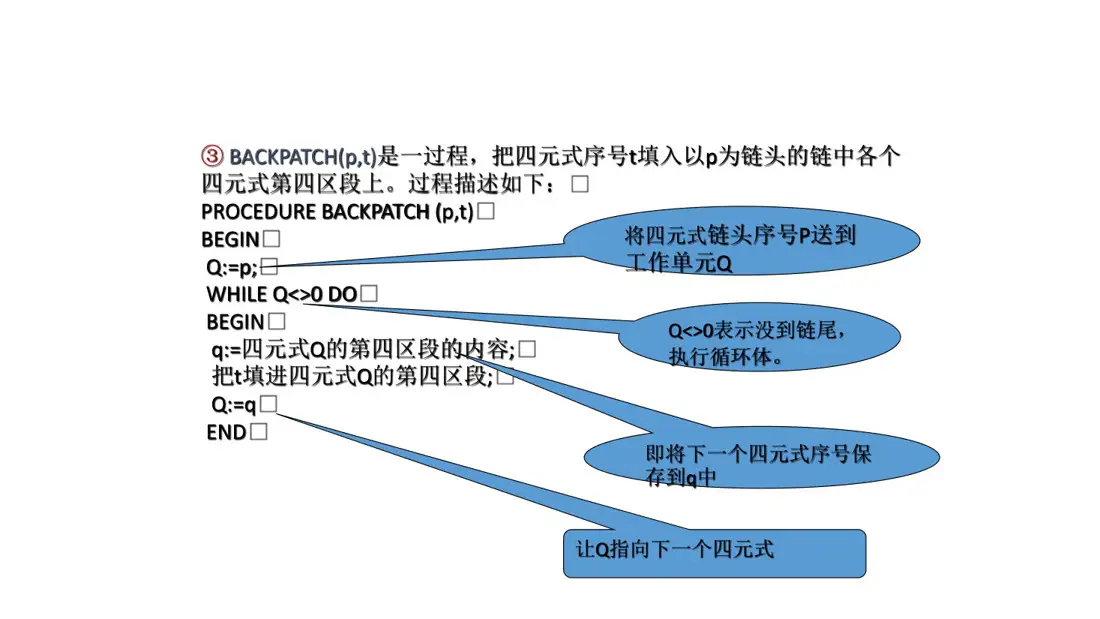 ③ BACKPATCH(p,t)是一过程，把四元式序号t填入以p为链头的链中各个
四元式第四区段上。过程描述如下：□
PROCEDURE BACKPATCH (p,t)□
BEGIN□
Q:=p;□
WHILE Q<>0 DO□
BEGIN□
q:=四元式Q的第四区段的内容;□
把t填进四元式Q的第四区段;□
Q:=q□
END□
将四元式链头序号P送到
工作单元Q
Q<>0表示没到链尾，
执行循环体。
即将下一个四元式序号保
存到q中
让Q指向下一个四元式